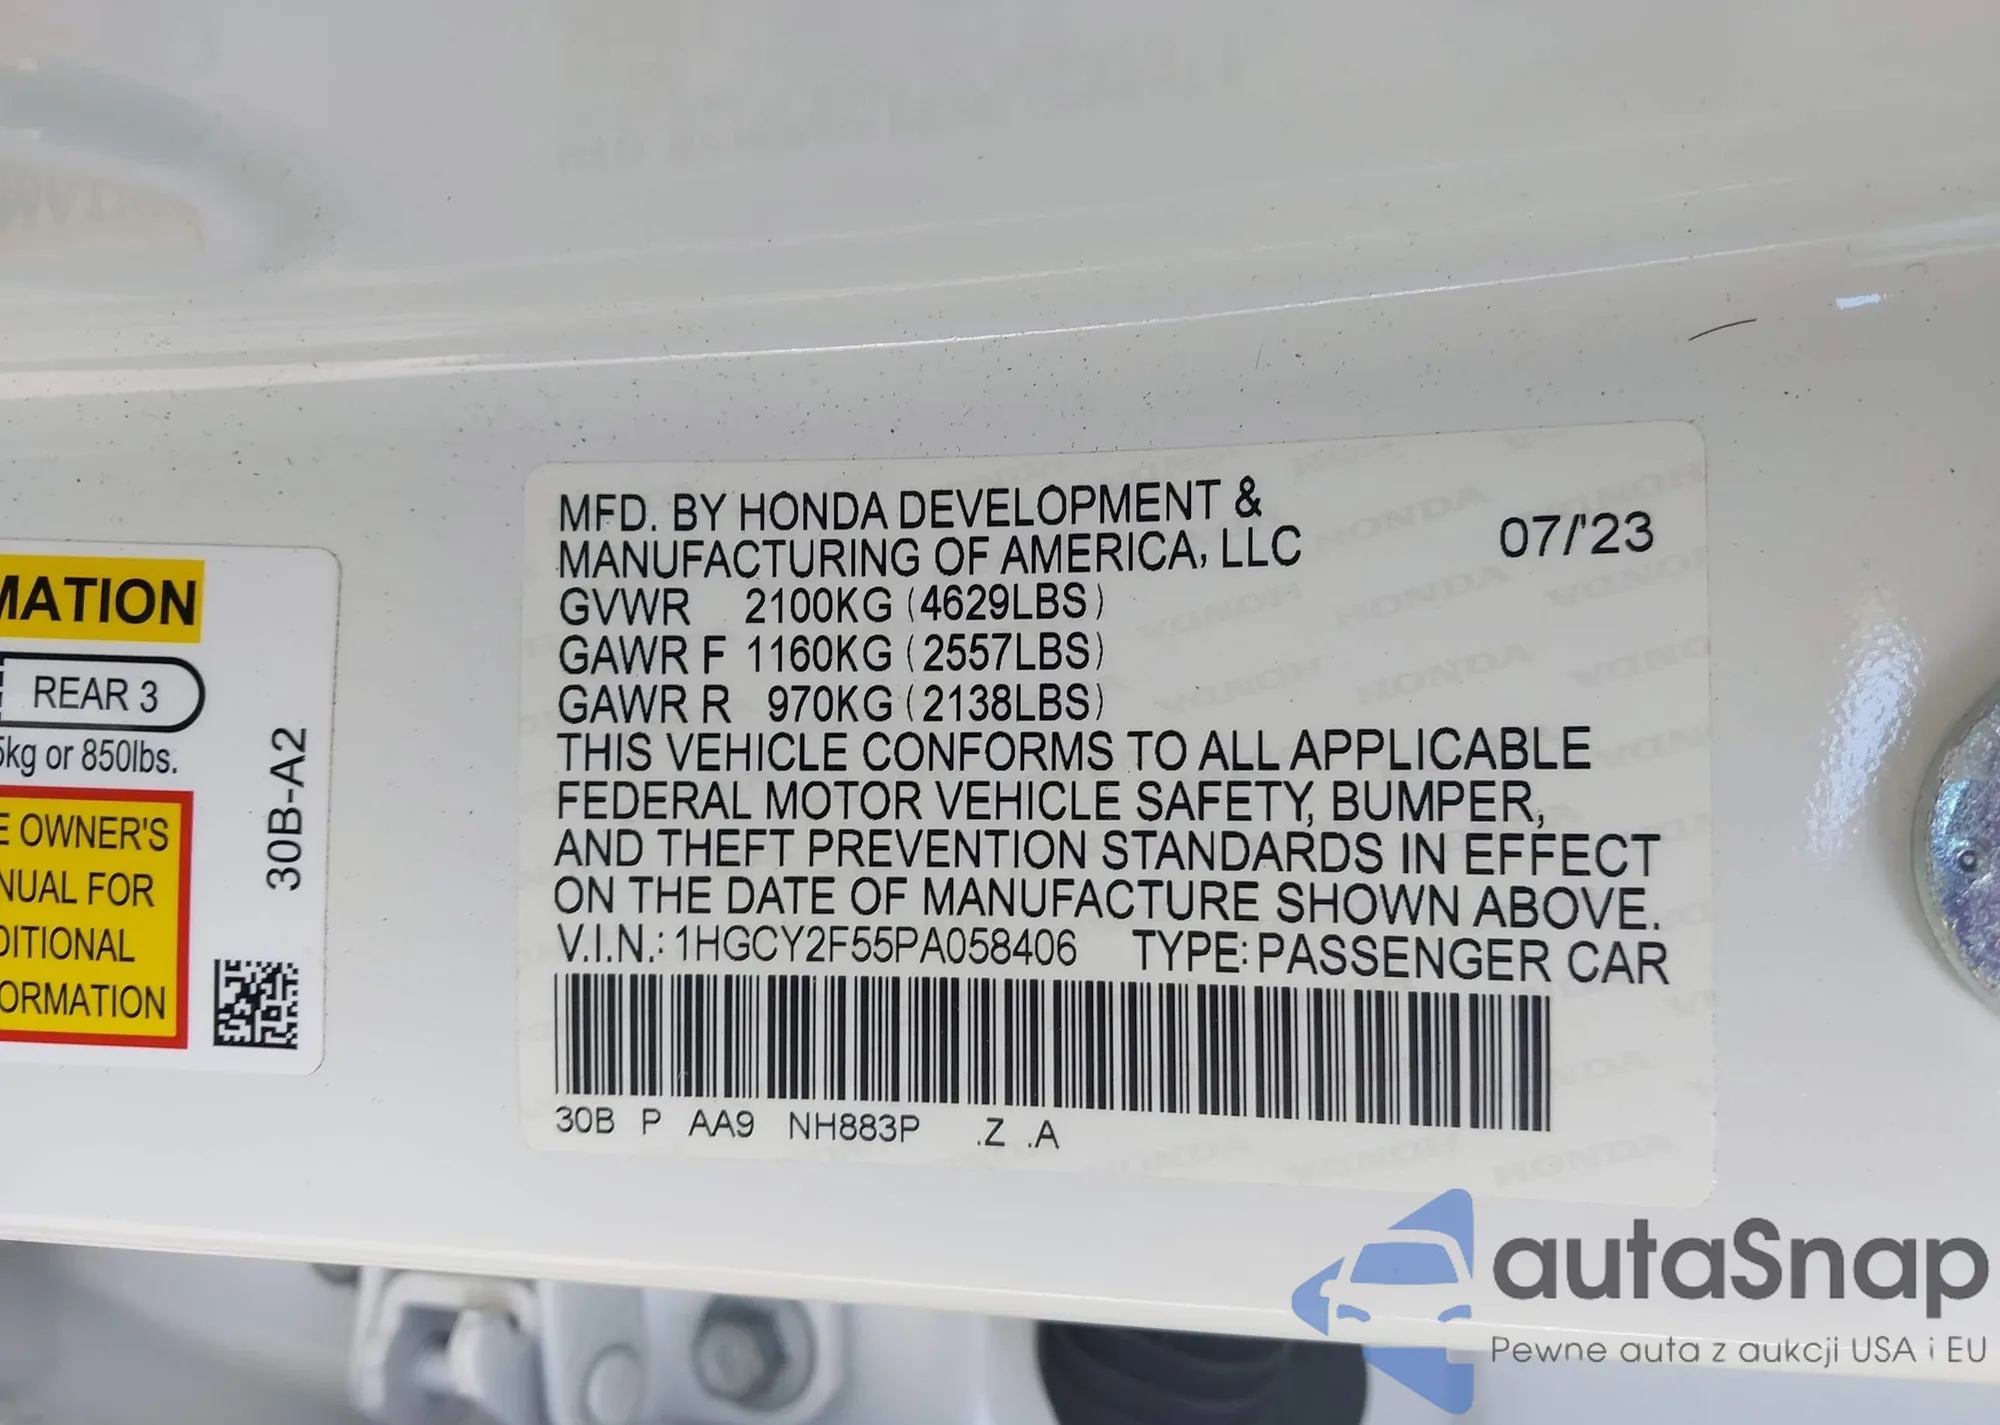 MATION
REAR 3
5kg or 850lbs.
E OWNER'S
NUAL FOR
DITIONAL
ORMATION
30B-A2
MFD. BY HONDA DEVELOPMENT &
MANUFACTURING OF AMERICA, LLC
07/'23
GVWR 2100KG (4629LBS)
GAWR F 1160KG (2557LBS)
GAWR R 970KG (2138LBS)
THIS VEHICLE CONFORMS TO ALL APPLICABLE
FEDERAL MOTOR VEHICLE SAFETY, BUMPER,
AND THEFT PREVENTION STANDARDS IN EFFECT
ON THE DATE OF MANUFACTURE SHOWN ABOVE.
V.I.N.: 1HGCY2F55PA058406 TYPE: PASSENGER CAR
30B P AA9 NH883P .Z .A
autaSnap
Pewne auta z aukcji USA i EU